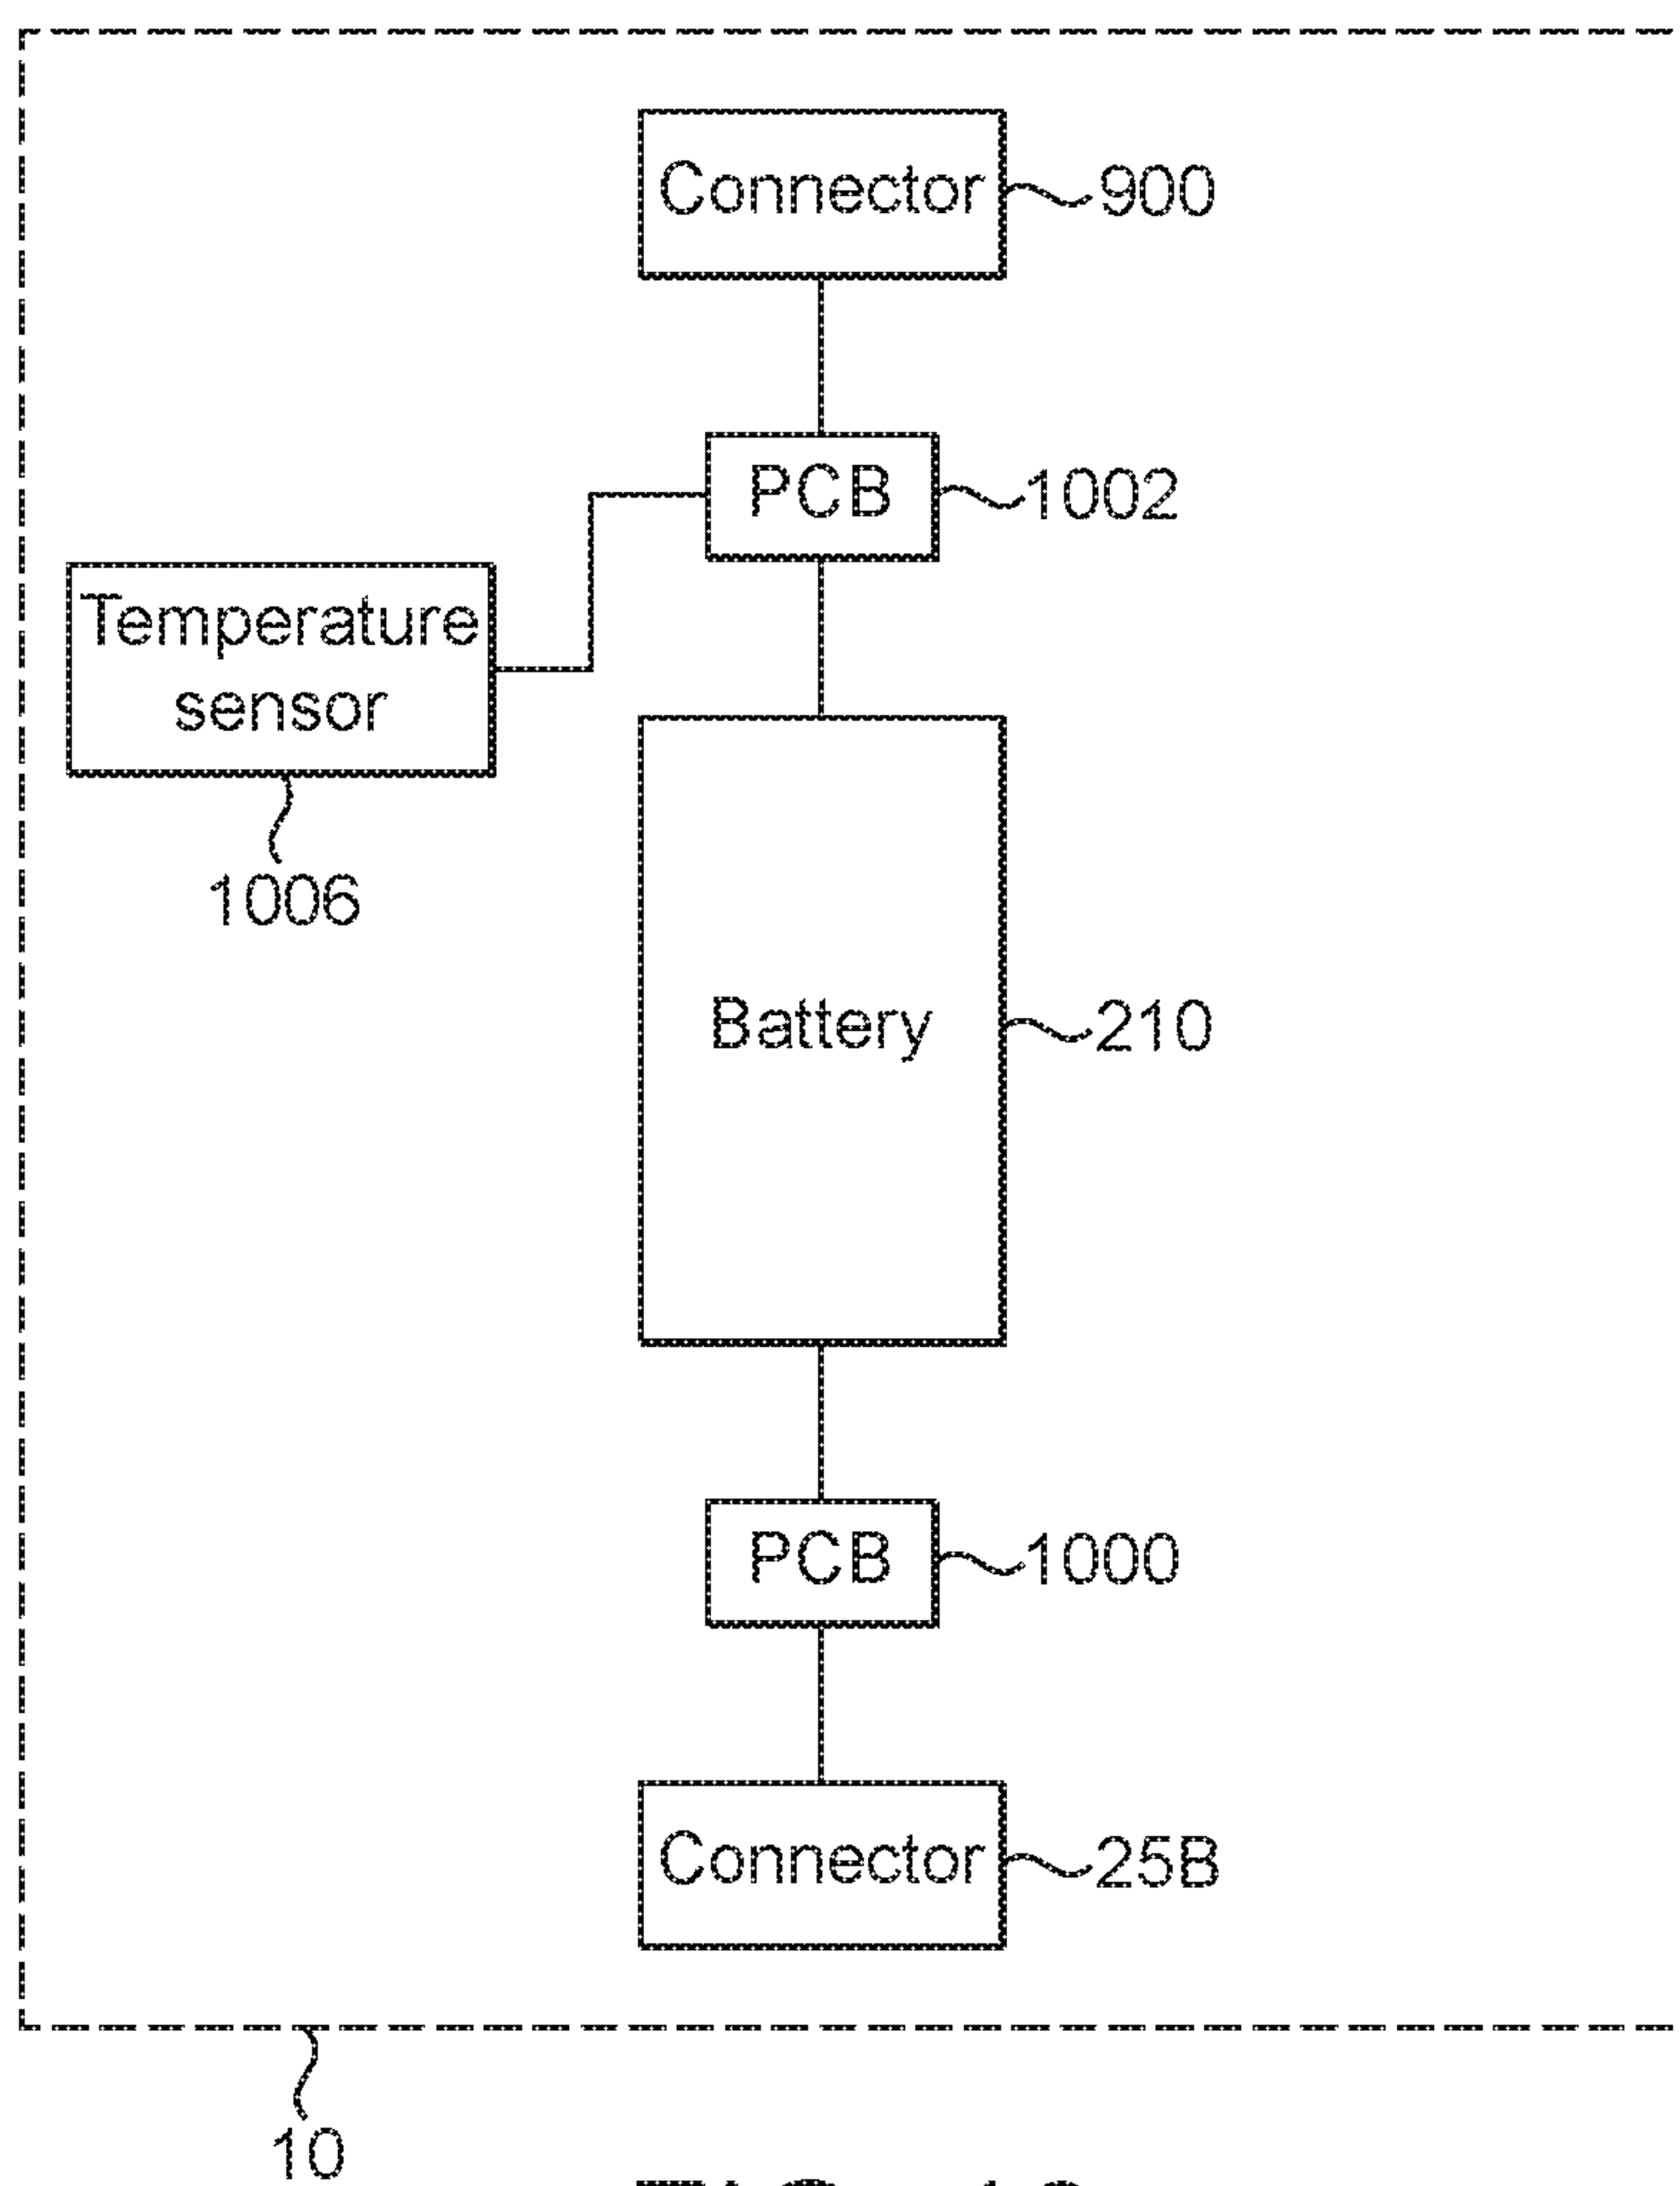 Connector
900
PCB
1002
Temperature
sensor
1006
Battery
210
PCB
1000
Connector
25B
10